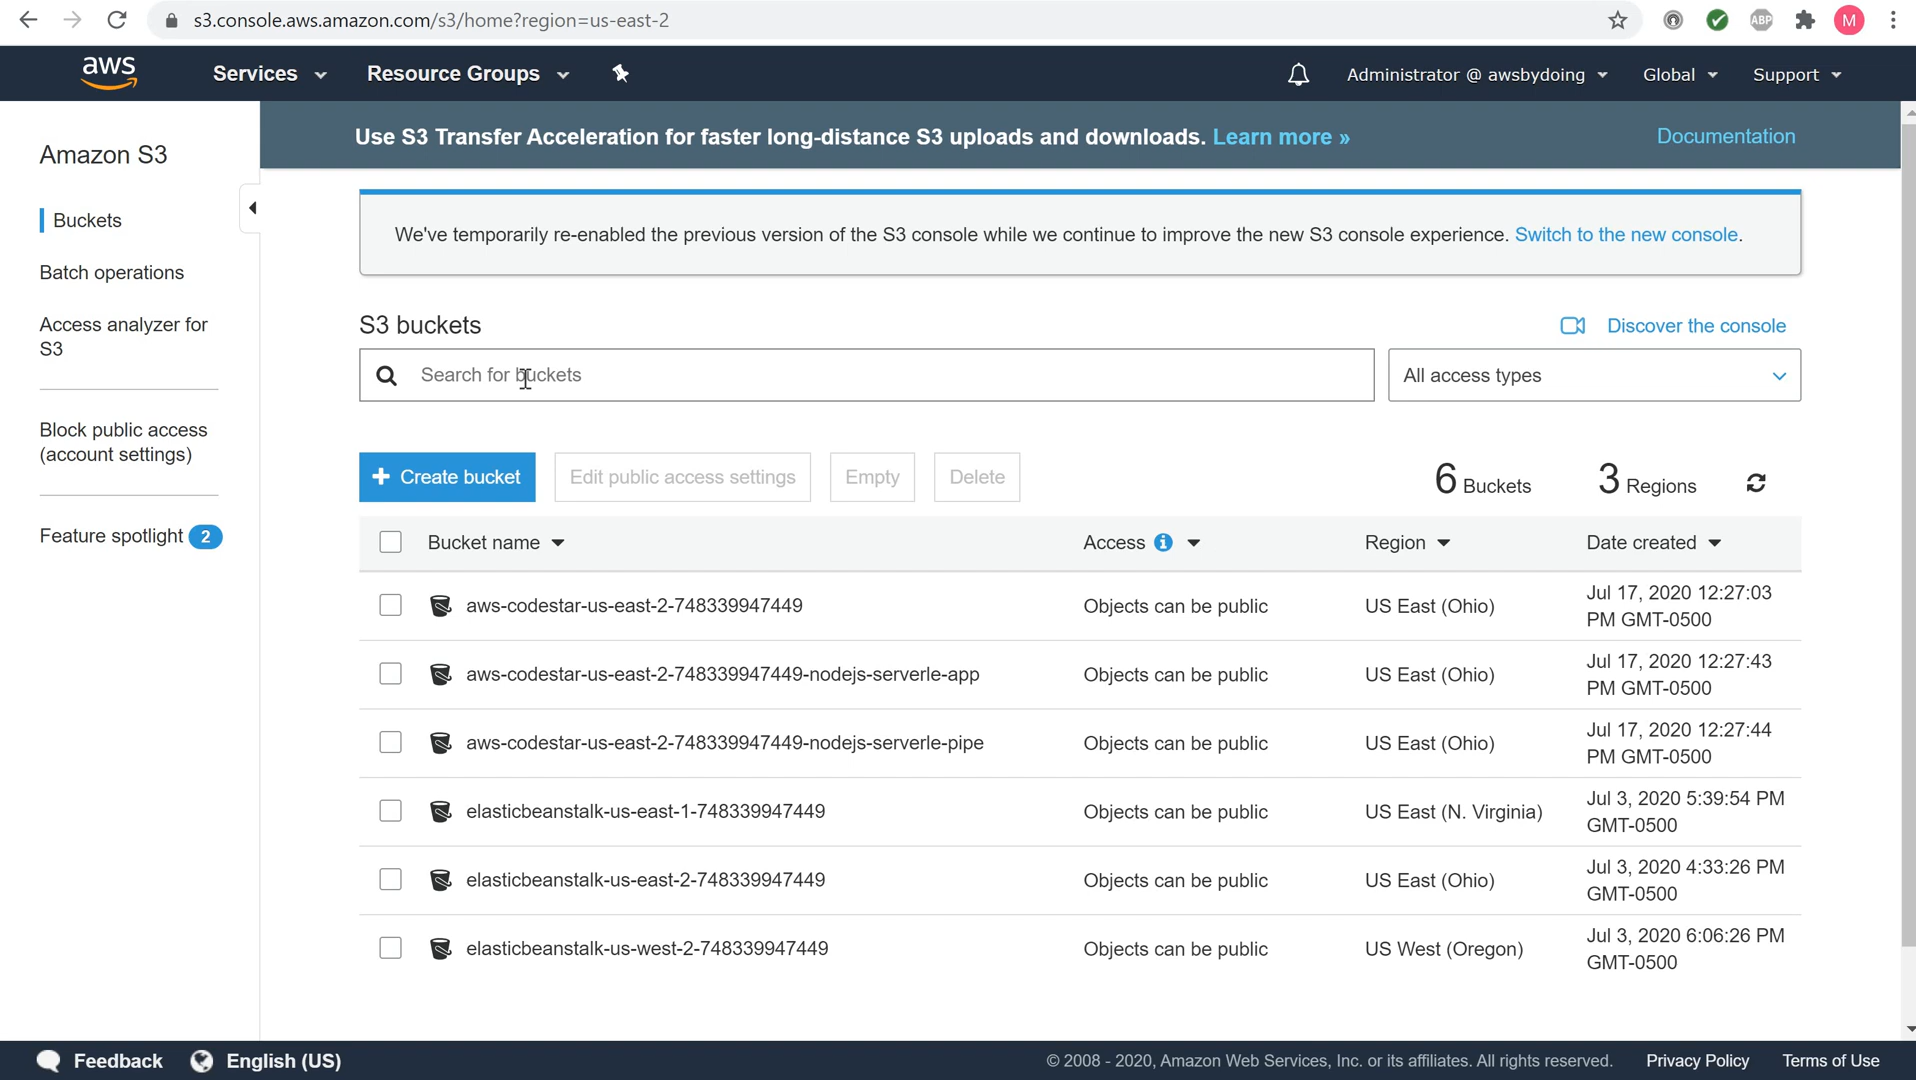 s3.console.aws.amazon.com/s3/home?region=us-east-2
ABP
M
aws
Services
Resource Groups
Administrator @ awsbydoing
Global
Support
Amazon S3
Buckets
Batch operations
Access analyzer for
S3
Block public access
(account settings)
Feature spotlight 2
Use S3 Transfer Acceleration for faster long-distance S3 uploads and downloads. Learn more »
Documentation
We've temporarily re-enabled the previous version of the S3 console while we continue to improve the new S3 console experience. Switch to the new console.
S3 buckets
Discover the console
Search for buckets
All access types
+ Create bucket
Edit public access settings
Empty
Delete
6 Buckets
3 Regions
Bucket name
Access
Region
Date created
aws-codestar-us-east-2-748339947449
Objects can be public
US East (Ohio)
Jul 17, 2020 12:27:03
PM GMT-0500
aws-codestar-us-east-2-748339947449-nodejs-serverle-app
Objects can be public
US East (Ohio)
Jul 17, 2020 12:27:43
PM GMT-0500
aws-codestar-us-east-2-748339947449-nodejs-serverle-pipe
Objects can be public
US East (Ohio)
Jul 17, 2020 12:27:44
PM GMT-0500
elasticbeanstalk-us-east-1-748339947449
Objects can be public
US East (N. Virginia)
Jul 3, 2020 5:39:54 PM
GMT-0500
elasticbeanstalk-us-east-2-748339947449
Objects can be public
US East (Ohio)
Jul 3, 2020 4:33:26 PM
GMT-0500
elasticbeanstalk-us-west-2-748339947449
Objects can be public
US West (Oregon)
Jul 3, 2020 6:06:26 PM
GMT-0500
Feedback
English (US)
© 2008 - 2020, Amazon Web Services, Inc. or its affiliates. All rights reserved.
Privacy Policy
Terms of Use